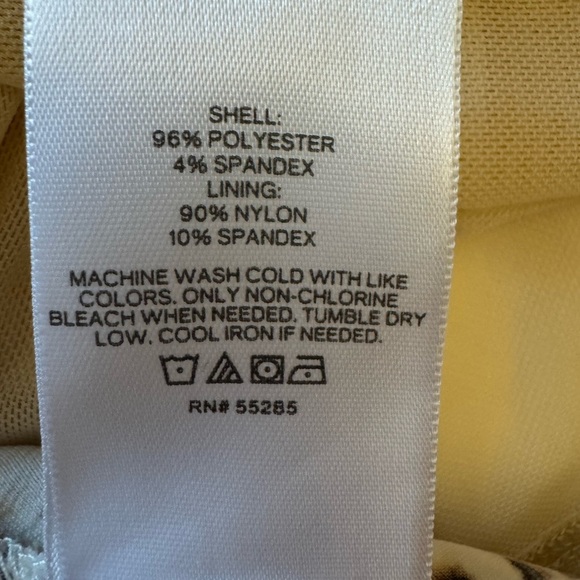 SHELL:
96% POLYESTER
4% SPANDEX
LINING:
90% NYLON
10% SPANDEX
MACHINE WASH COLD WITH LIKE
COLORS. ONLY NON-CHLORINE
BLEACH WHEN NEEDED. TUMBLE DRY
LOW. COOL IRON IF NEEDED.
RN# 55285